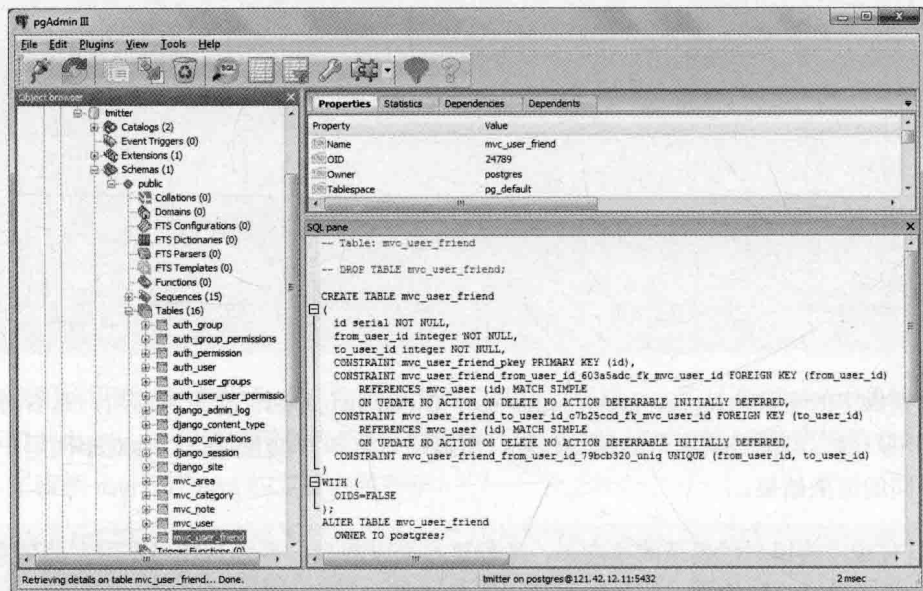 pgAdmin III
File Edit Plugins View Tools Help
Object browser
tmitter
Catalogs (2)
Event Triggers (0)
Extensions (1)
Schemas (1)
public
Collations (0)
Domains (0)
FTS Configurations (0)
FTS Dictionaries (0)
FTS Parsers (0)
FTS Templates (0)
Functions (0)
Sequences (15)
Tables (16)
auth_group
auth_group_permissions
auth_permission
auth_user
auth_user_groups
auth_user_user_permissio
django_admin_log
django_content_type
django_migrations
django_session
django_site
mvc_area
mvc_category
mvc_note
mvc_user
mvc_user_friend
Trigger Functions (0)
Properties Statistics Dependencies Dependents
Property Value
Name mvc_user_friend
OID 24789
Owner postgres
Tablespace pg_default
SQL pane
-- Table: mvc_user_friend
-- DROP TABLE mvc_user_friend;
CREATE TABLE mvc_user_friend
(
id serial NOT NULL,
from_user_id integer NOT NULL,
to_user_id integer NOT NULL,
CONSTRAINT mvc_user_friend_pkey PRIMARY KEY (id),
CONSTRAINT mvc_user_friend_from_user_id_603a5adc_fk_mvc_user_id FOREIGN KEY (from_user_id)
REFERENCES mvc_user (id) MATCH SIMPLE
ON UPDATE NO ACTION ON DELETE NO ACTION DEFERRABLE INITIALLY DEFERRED,
CONSTRAINT mvc_user_friend_to_user_id_c7b25ccd_fk_mvc_user_id FOREIGN KEY (to_user_id)
REFERENCES mvc_user (id) MATCH SIMPLE
ON UPDATE NO ACTION ON DELETE NO ACTION DEFERRABLE INITIALLY DEFERRED,
CONSTRAINT mvc_user_friend_from_user_id_79bcb320_uniq UNIQUE (from_user_id, to_user_id)
)
WITH (
OIDS=FALSE
);
ALTER TABLE mvc_user_friend
OWNER TO postgres;
Retrieving details on table mvc_user_friend... Done.
tmitter on postgres@121.42.12.11:5432
2 msec